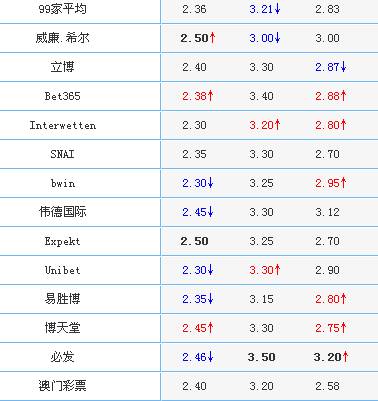 99家平均 2.36 3.21↓ 2.83
威廉.希尔 2.50↑ 3.00↓ 3.00
立博 2.40 3.30 2.87↓
Bet365 2.38↑ 3.40 2.88↑
Interwetten 2.30 3.20↑ 2.80↑
SNAI 2.35 3.30 2.70
bwin 2.30↓ 3.25 2.95↑
伟德国际 2.45↓ 3.30 3.12
Expekt 2.50 3.25 2.70
Unibet 2.30↓ 3.30↑ 2.90
易胜博 2.35↓ 3.15 2.80↑
博天堂 2.45↑ 3.30 2.75↑
必发 2.46↓ 3.50 3.20↑
澳门彩票 2.40 3.20 2.58